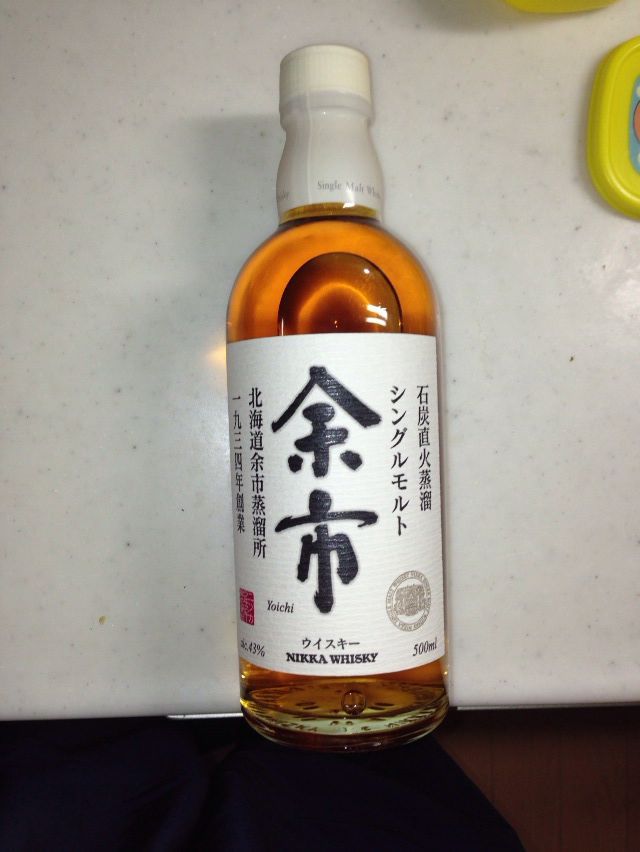 Single Malt Whisky
石炭直火蒸溜
シングルモルト
余市
北海道余市蒸溜所
一九三四年創業
Yoichi
alc.43%
ウイスキー
NIKKA WHISKY
500ml